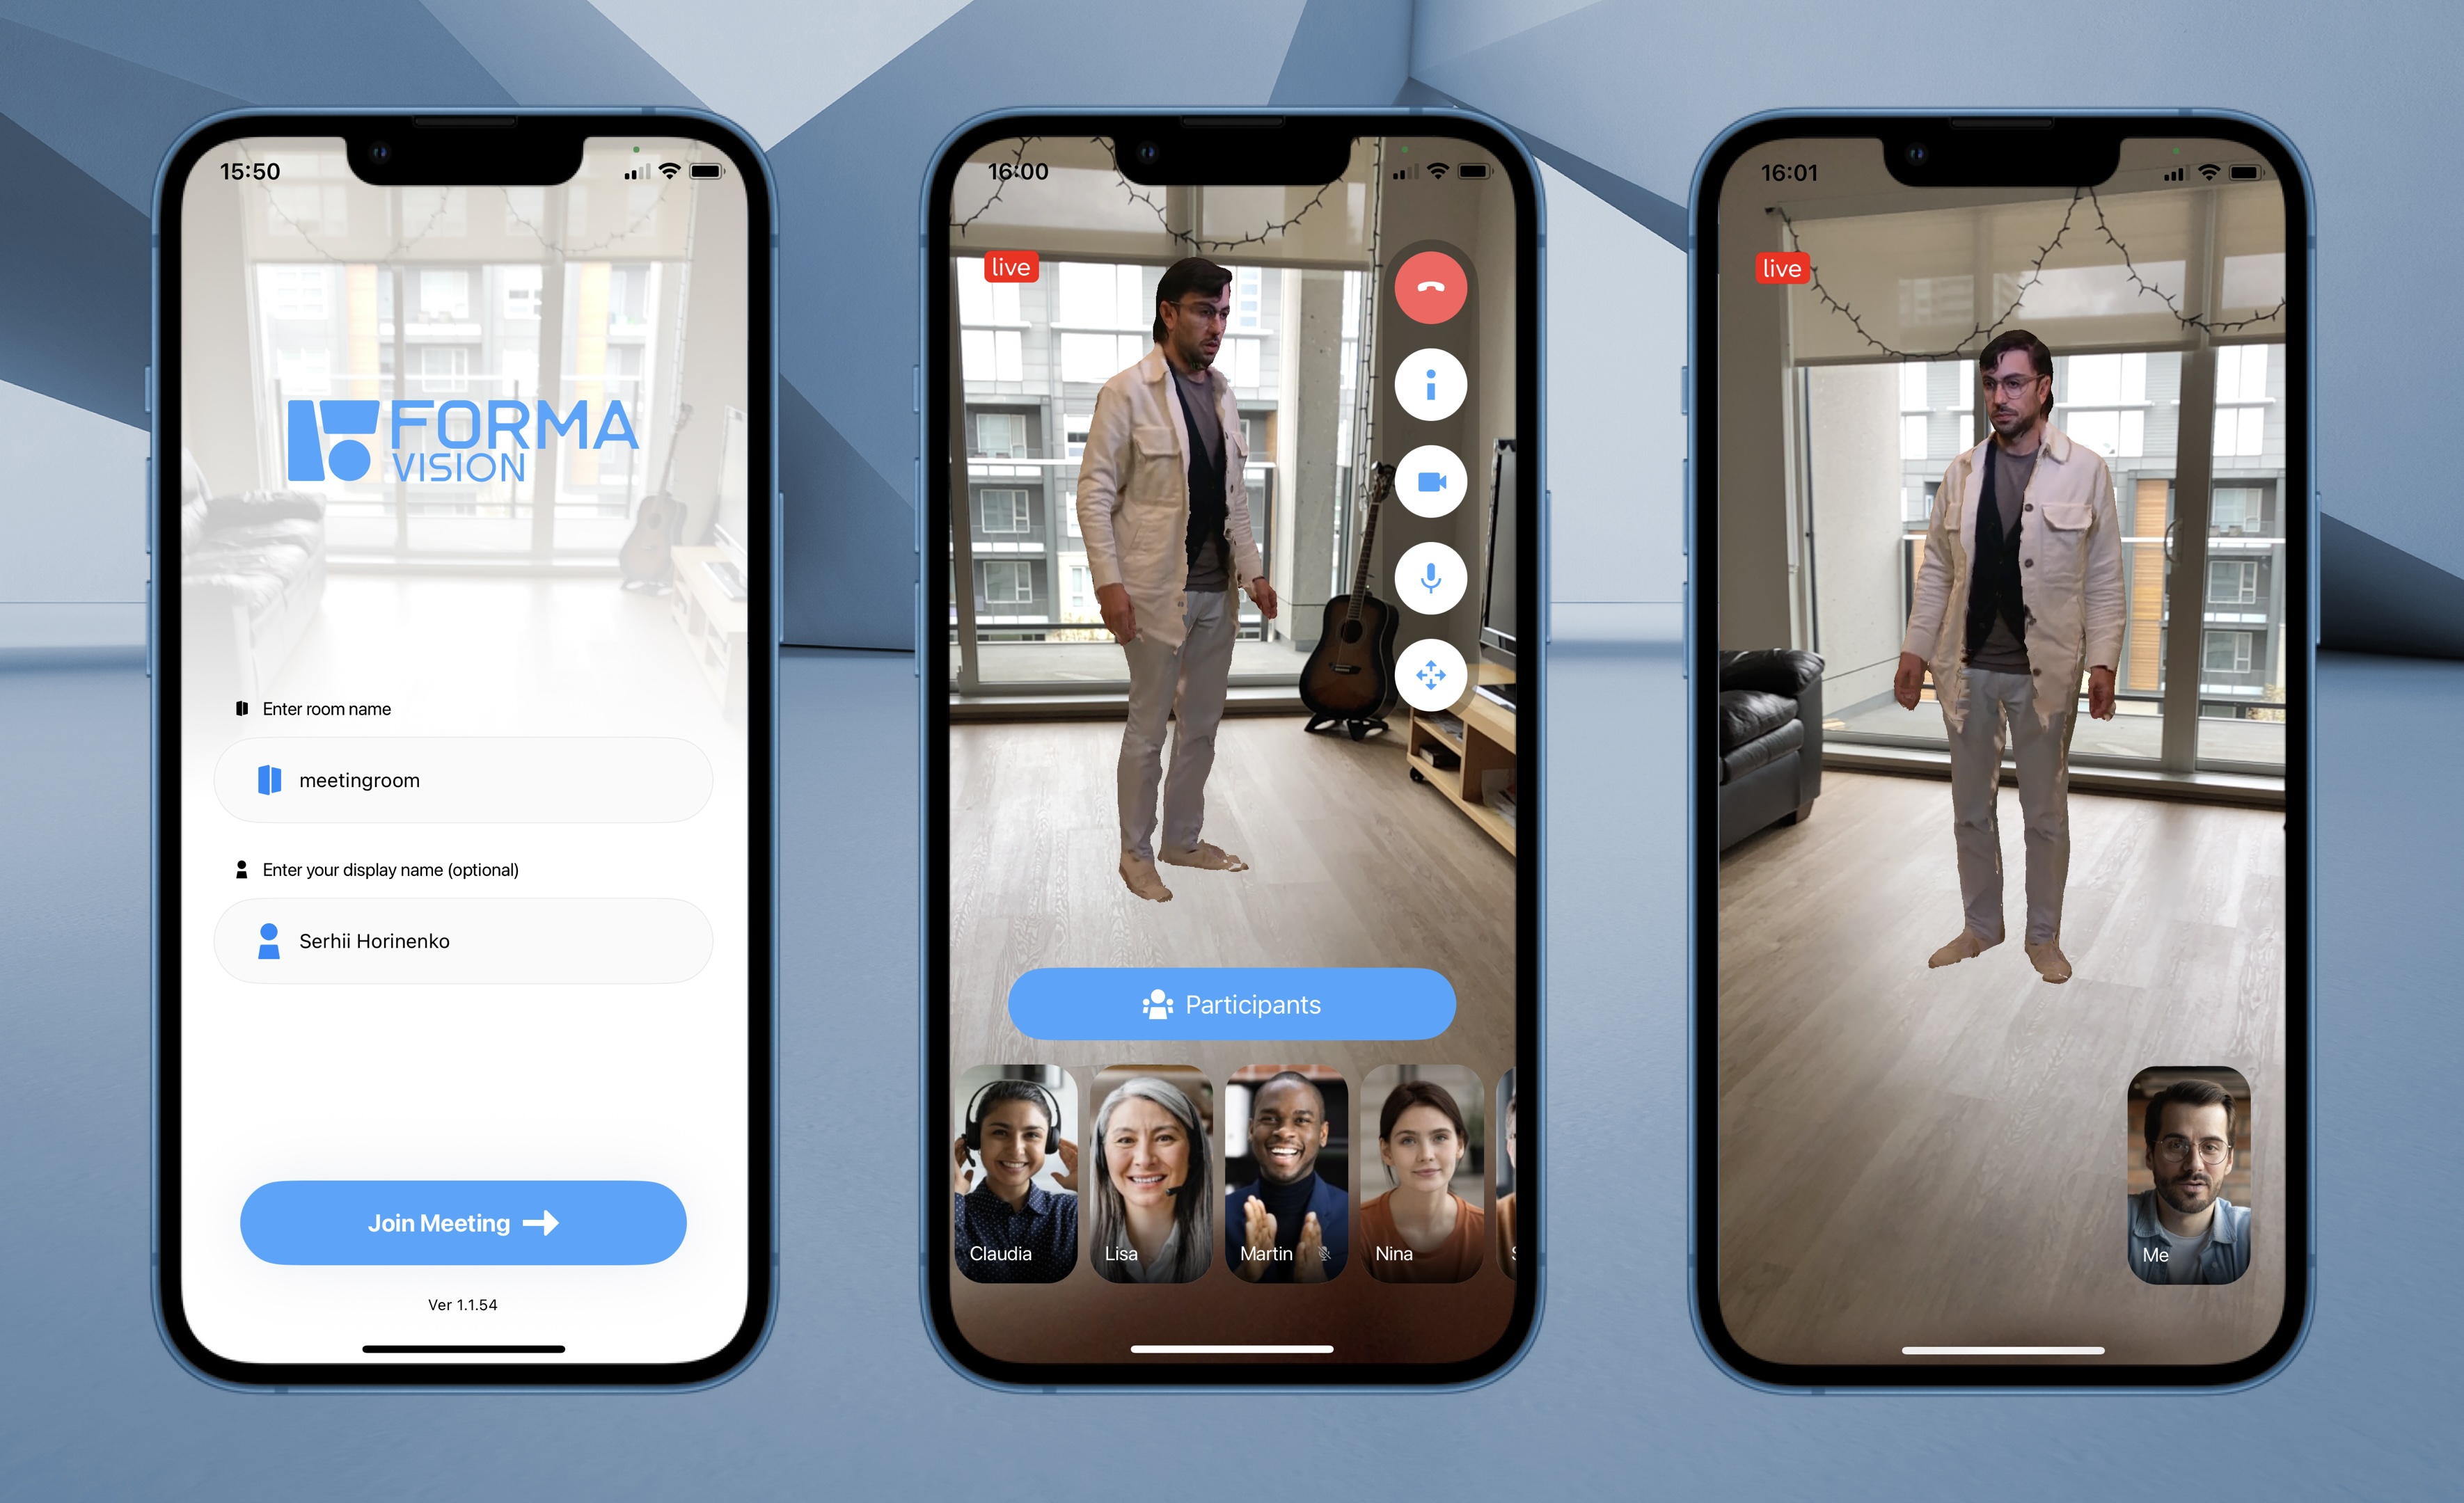 15:50
FORMA
VISION
Enter room name
meetingroom
Enter your display name (optional)
Serhii Horinenko
Join Meeting
Ver 1.1.54
16:00
live
Participants
Claudia
Lisa
Martin
Nina
S
16:01
live
Me